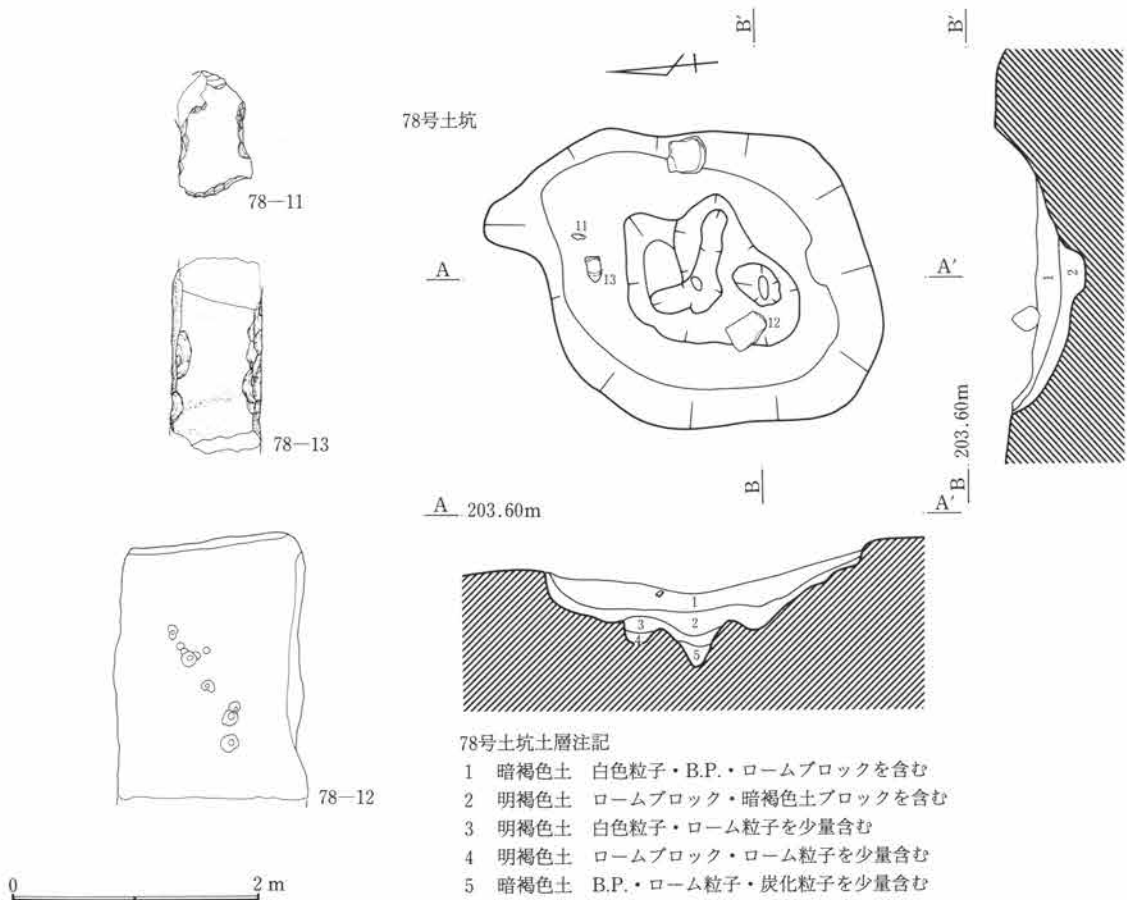 B'
B'
78号土坑
78—11
11
A
A'
13
12
1
2
78—13
B
B 203.60m
A 203.60m
A'
1
3
2
4
5
78—12
78号土坑土層注記
1 暗褐色土 白色粒子・B.P.・ロームブロックを含む
2 明褐色土 ロームブロック・暗褐色土ブロックを含む
3 明褐色土 白色粒子・ローム粒子を少量含む
4 明褐色土 ロームブロック・ローム粒子を少量含む
5 暗褐色土 B.P.・ローム粒子・炭化粒子を少量含む
0 2 m